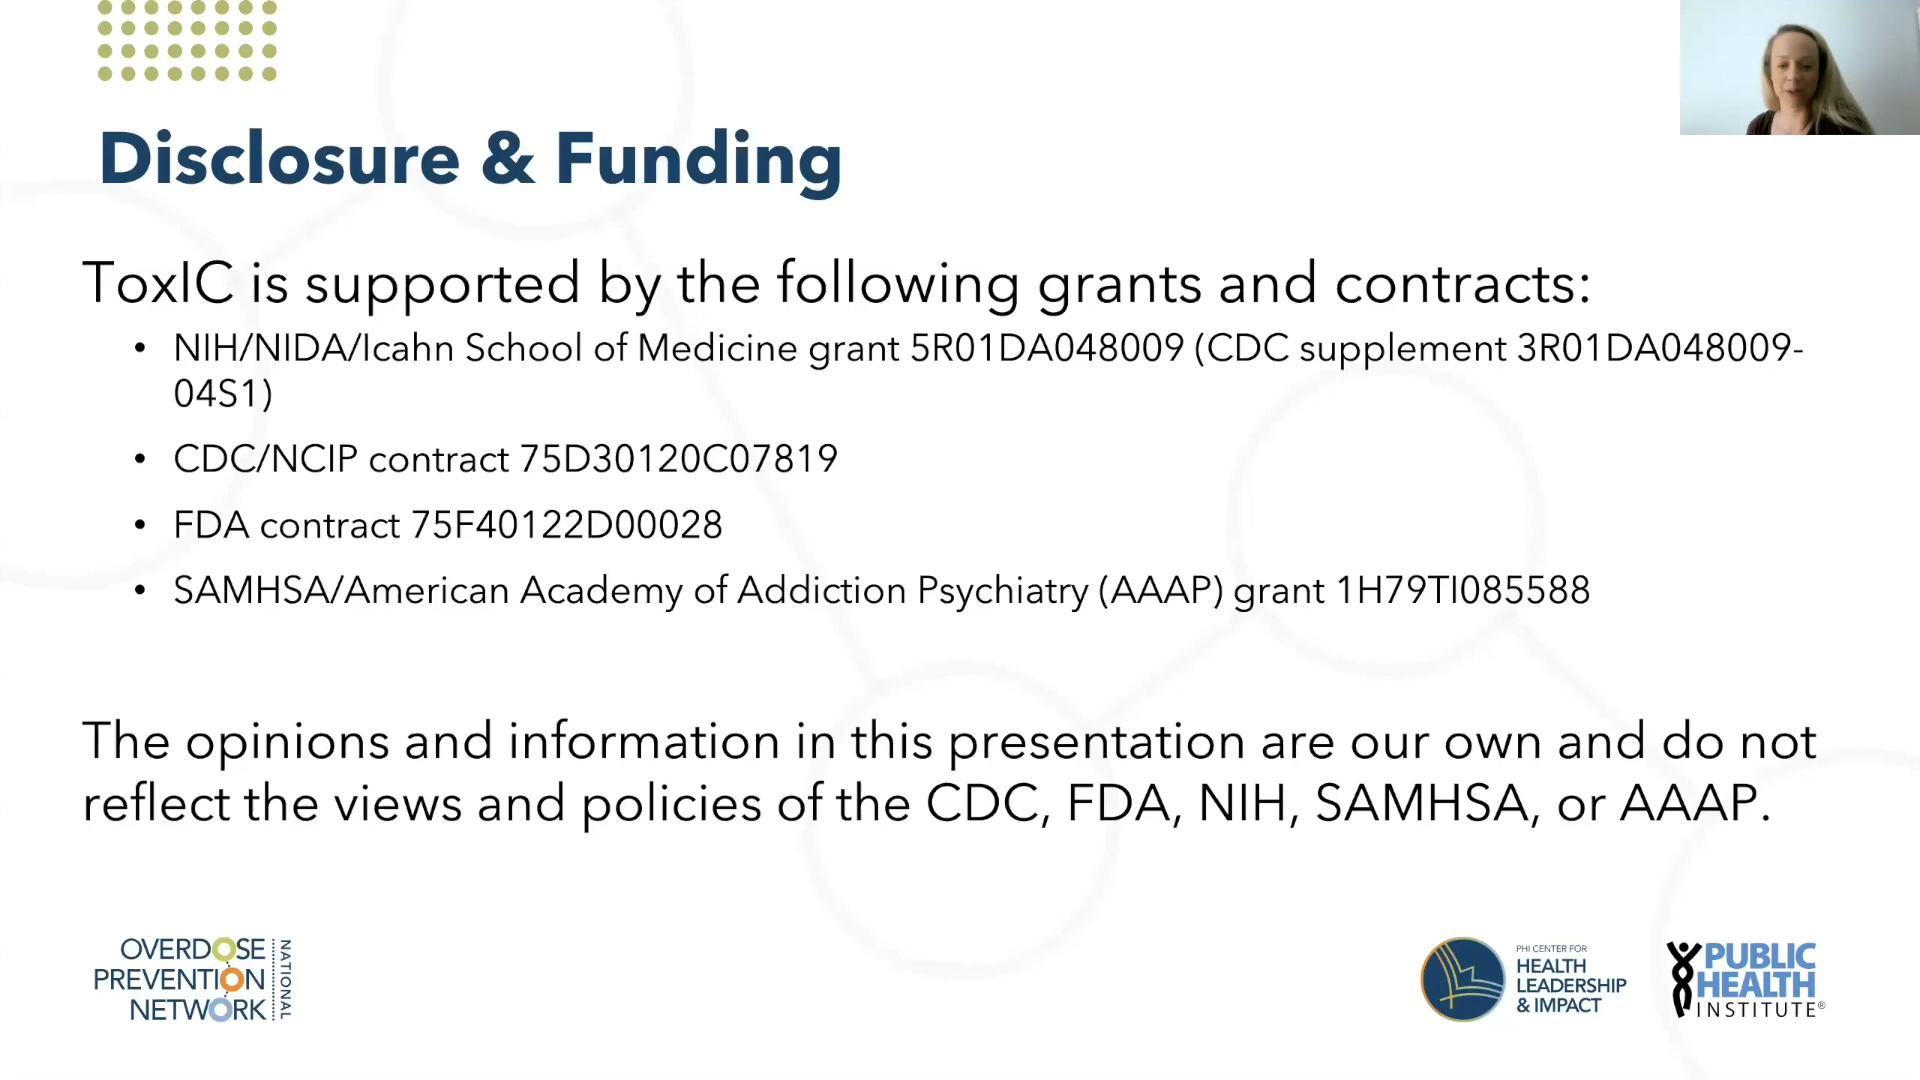 Disclosure & Funding
ToxIC is supported by the following grants and contracts:
• NIH/NIDA/Icahn School of Medicine grant 5R01DA048009 (CDC supplement 3R01DA048009-
04S1)
• CDC/NCIP contract 75D30120C07819
• FDA contract 75F40122D00028
• SAMHSA/American Academy of Addiction Psychiatry (AAAP) grant 1H79TI085588
The opinions and information in this presentation are our own and do not
reflect the views and policies of the CDC, FDA, NIH, SAMHSA, or AAAP.
OVERDOSE
PREVENTION
NETWORK
NATIONAL
PHI CENTER FOR
HEALTH
LEADERSHIP
& IMPACT
PUBLIC
HEALTH
INSTITUTE®